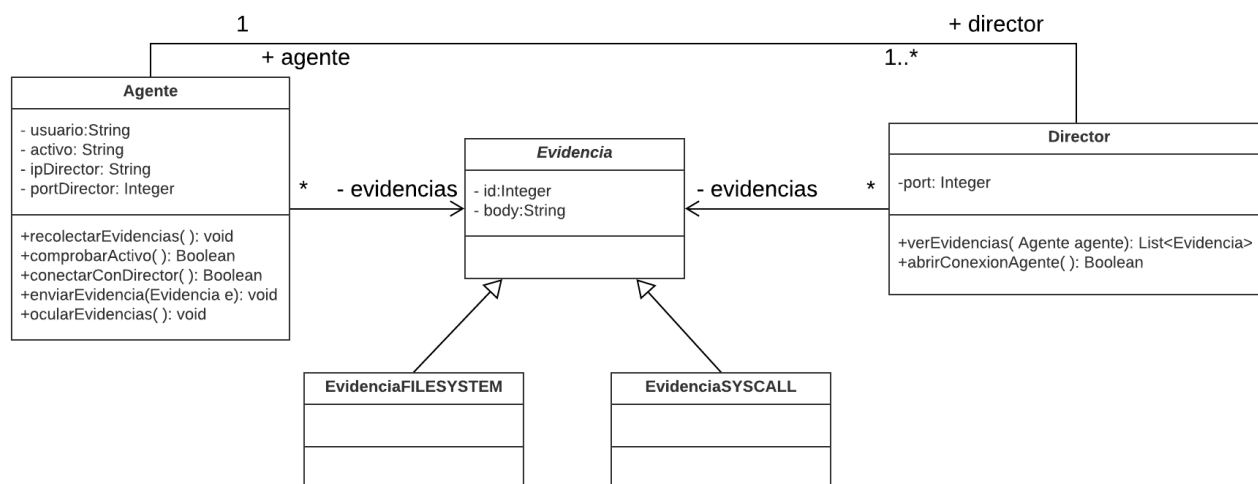 1
+ director
+ agente
1..*
Agente
- usuario:String
- activo: String
- ipDirector: String
- portDirector: Integer
+recolectarEvidencias( ): void
+comprobarActivo( ): Boolean
+conectarConDirector( ): Boolean
+enviarEvidencia(Evidencia e): void
+ocularEvidencias( ): void
* - evidencias
Evidencia
- id:Integer
- body:String
- evidencias *
Director
-port: Integer
+verEvidencias( Agente agente): List<Evidencia>
+abrirConexionAgente( ): Boolean
EvidenciaFILESYSTEM
EvidenciaSYSCALL